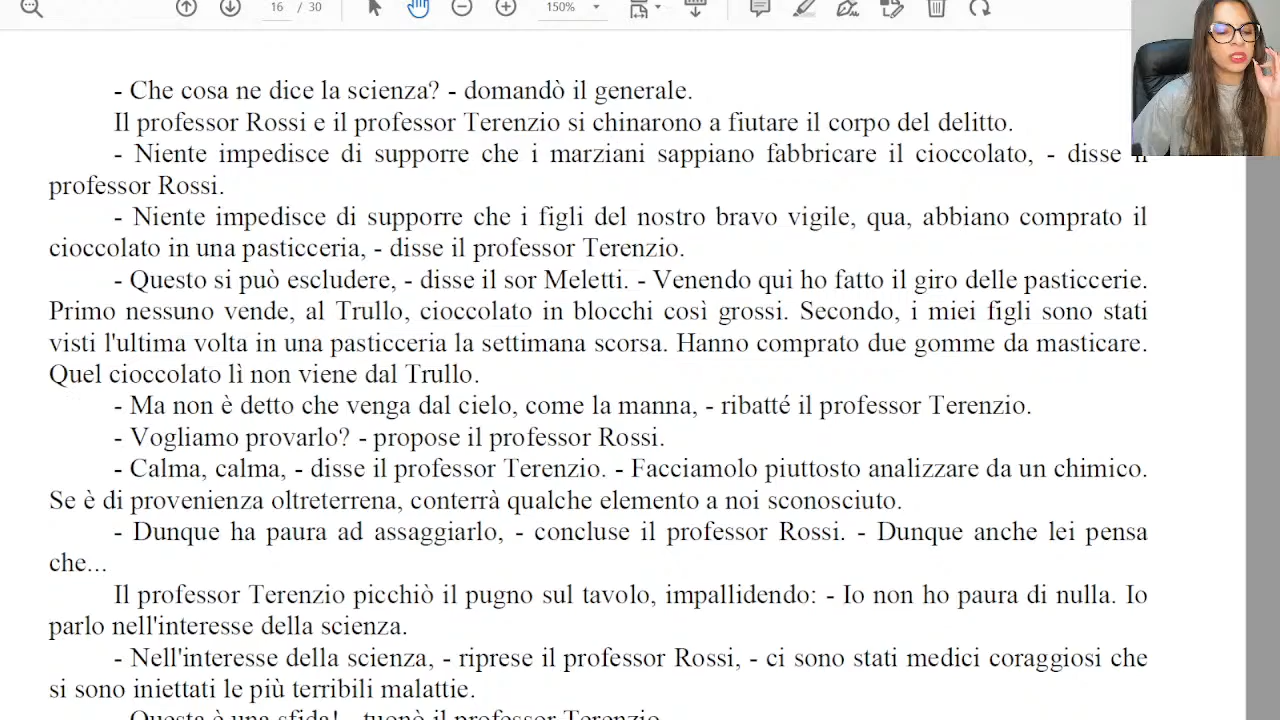 16 / 30 150%
- Che cosa ne dice la scienza? - domandò il generale.
Il professor Rossi e il professor Terenzio si chinarono a fiutare il corpo del delitto.
- Niente impedisce di supporre che i marziani sappiano fabbricare il cioccolato, - disse il
professor Rossi.
- Niente impedisce di supporre che i figli del nostro bravo vigile, qua, abbiano comprato il
cioccolato in una pasticceria, - disse il professor Terenzio.
- Questo si può escludere, - disse il sor Meletti. - Venendo qui ho fatto il giro delle pasticcerie.
Primo nessuno vende, al Trullo, cioccolato in blocchi così grossi. Secondo, i miei figli sono stati
visti l'ultima volta in una pasticceria la settimana scorsa. Hanno comprato due gomme da masticare.
Quel cioccolato lì non viene dal Trullo.
- Ma non è detto che venga dal cielo, come la manna, - ribatté il professor Terenzio.
- Vogliamo provarlo? - propose il professor Rossi.
- Calma, calma, - disse il professor Terenzio. - Facciamolo piuttosto analizzare da un chimico.
Se è di provenienza oltreterrena, conterrà qualche elemento a noi sconosciuto.
- Dunque ha paura ad assaggiarlo, - concluse il professor Rossi. - Dunque anche lei pensa
che...
Il professor Terenzio picchiò il pugno sul tavolo, impallidendo: - Io non ho paura di nulla. Io
parlo nell'interesse della scienza.
- Nell'interesse della scienza, - riprese il professor Rossi, - ci sono stati medici coraggiosi che
si sono iniettati le più terribili malattie.
- Questa è una sfida! - tuonò il professor Terenzio.